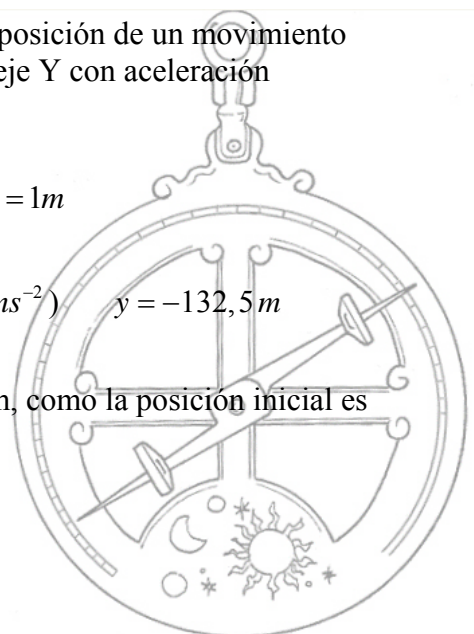 posición de un movimiento
eje Y con aceleración
= 1m
ms⁻² )   y = −132,5 m
, como la posición inicial es